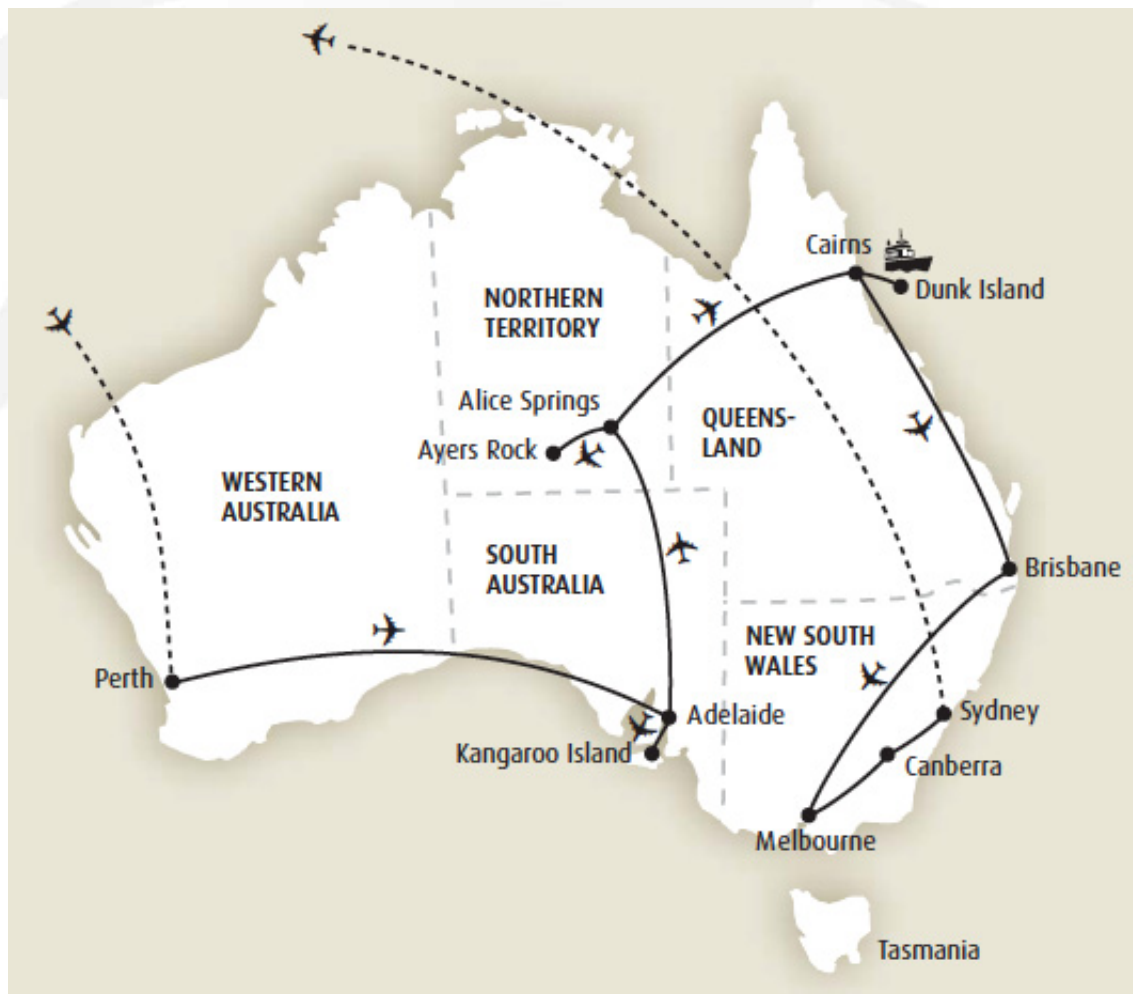 Cairns
Dunk Island
NORTHERN
TERRITORY
Alice Springs
QUEENS-
LAND
Ayers Rock
WESTERN
AUSTRALIA
SOUTH
AUSTRALIA
Brisbane
NEW SOUTH
WALES
Perth
Adelaide
Sydney
Kangaroo Island
Canberra
Melbourne
Tasmania